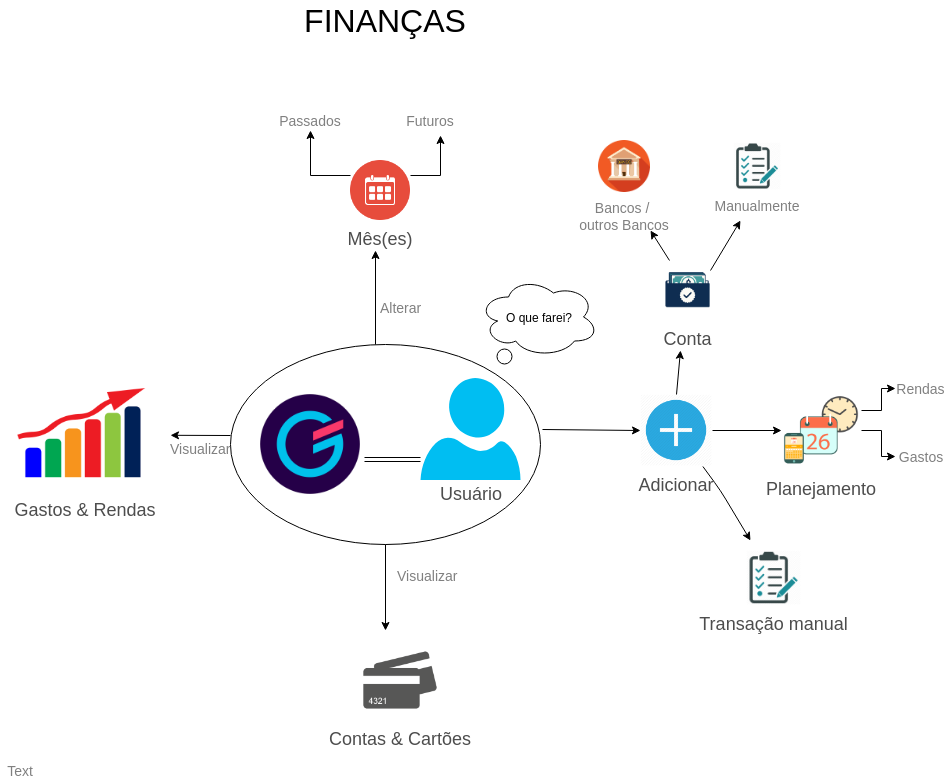 FINANÇAS
Passados
Futuros
Mês(es)
Alterar
Bancos /
outros Bancos
Manualmente
O que farei?
Conta
Visualizar
Gastos & Rendas
Usuário
Adicionar
26
Planejamento
Rendas
Gastos
Transação manual
Visualizar
4321
Contas & Cartões
Text